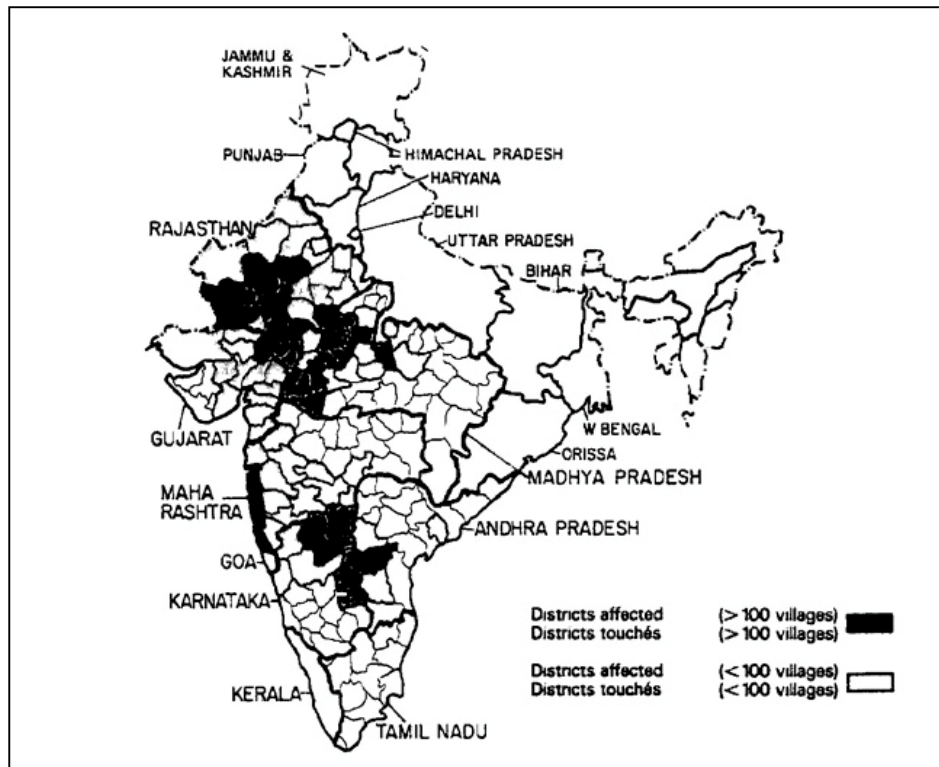 JAMMU &
KASHMIR
PUNJAB
HIMACHAL PRADESH
HARYANA
DELHI
RAJASTHAN
UTTAR PRADESH
BIHAR
GUJARAT
W BENGAL
ORISSA
MADHYA PRADESH
MAHA
RASHTRA
ANDHRA PRADESH
GOA
KARNATAKA
KERALA
TAMIL NADU
Districts affected (> 100 villages)
Districts touchés (> 100 villages)
Districts affected (< 100 villages)
Districts touchés (< 100 villages)